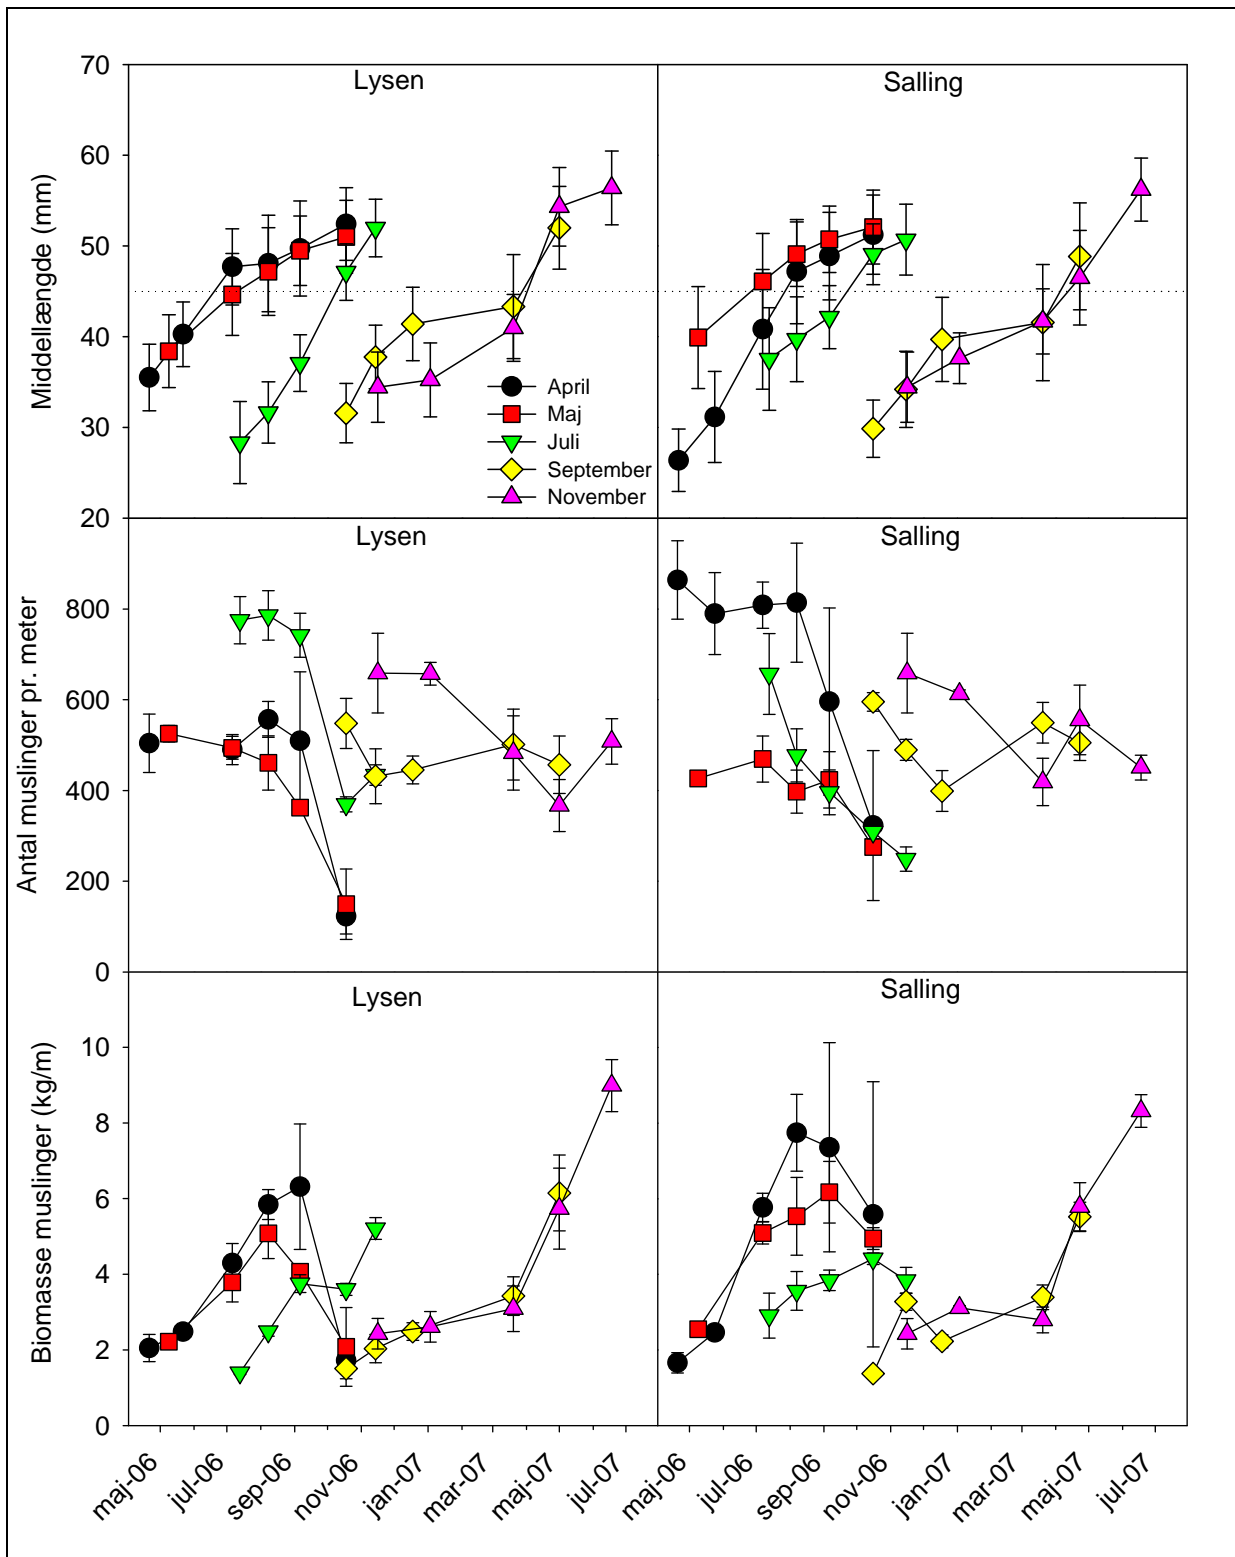 Lysen
Salling
Middellængde (mm)
70
60
50
40
30
20
April
Maj
Juli
September
November
Lysen
Salling
Antal muslinger pr. meter
800
600
400
200
0
Lysen
Salling
Biomasse muslinger (kg/m)
10
8
6
4
2
0
maj-06
jul-06
sep-06
nov-06
jan-07
mar-07
maj-07
jul-07
maj-06
jul-06
sep-06
nov-06
jan-07
mar-07
maj-07
jul-07